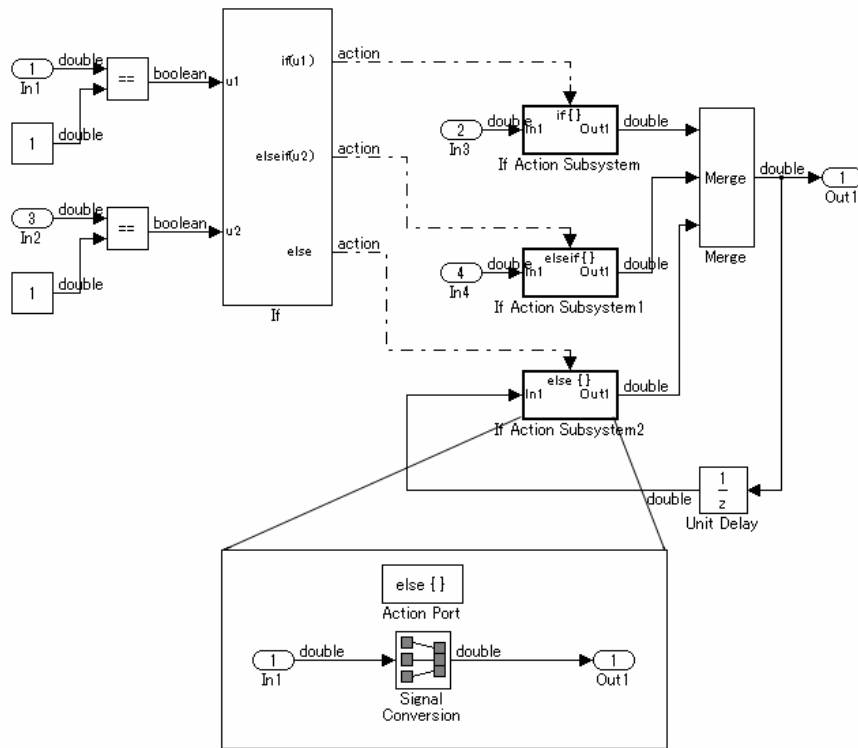 double
1
In1
==
boolean
u1
1
double
double
3
In2
==
boolean
u2
1
double
if(u1)
elseif(u2)
else
If
action
action
action
double
2
In3
if{}
In1
Out1
If Action Subsystem
double
double
4
In4
elseif{}
In1
Out1
If Action Subsystem1
double
else {}
In1
Out1
If Action Subsystem2
double
Merge
Merge
double
1
Out1
1
z
Unit Delay
double
else {}
Action Port
1
In1
double
Signal
Conversion
double
1
Out1